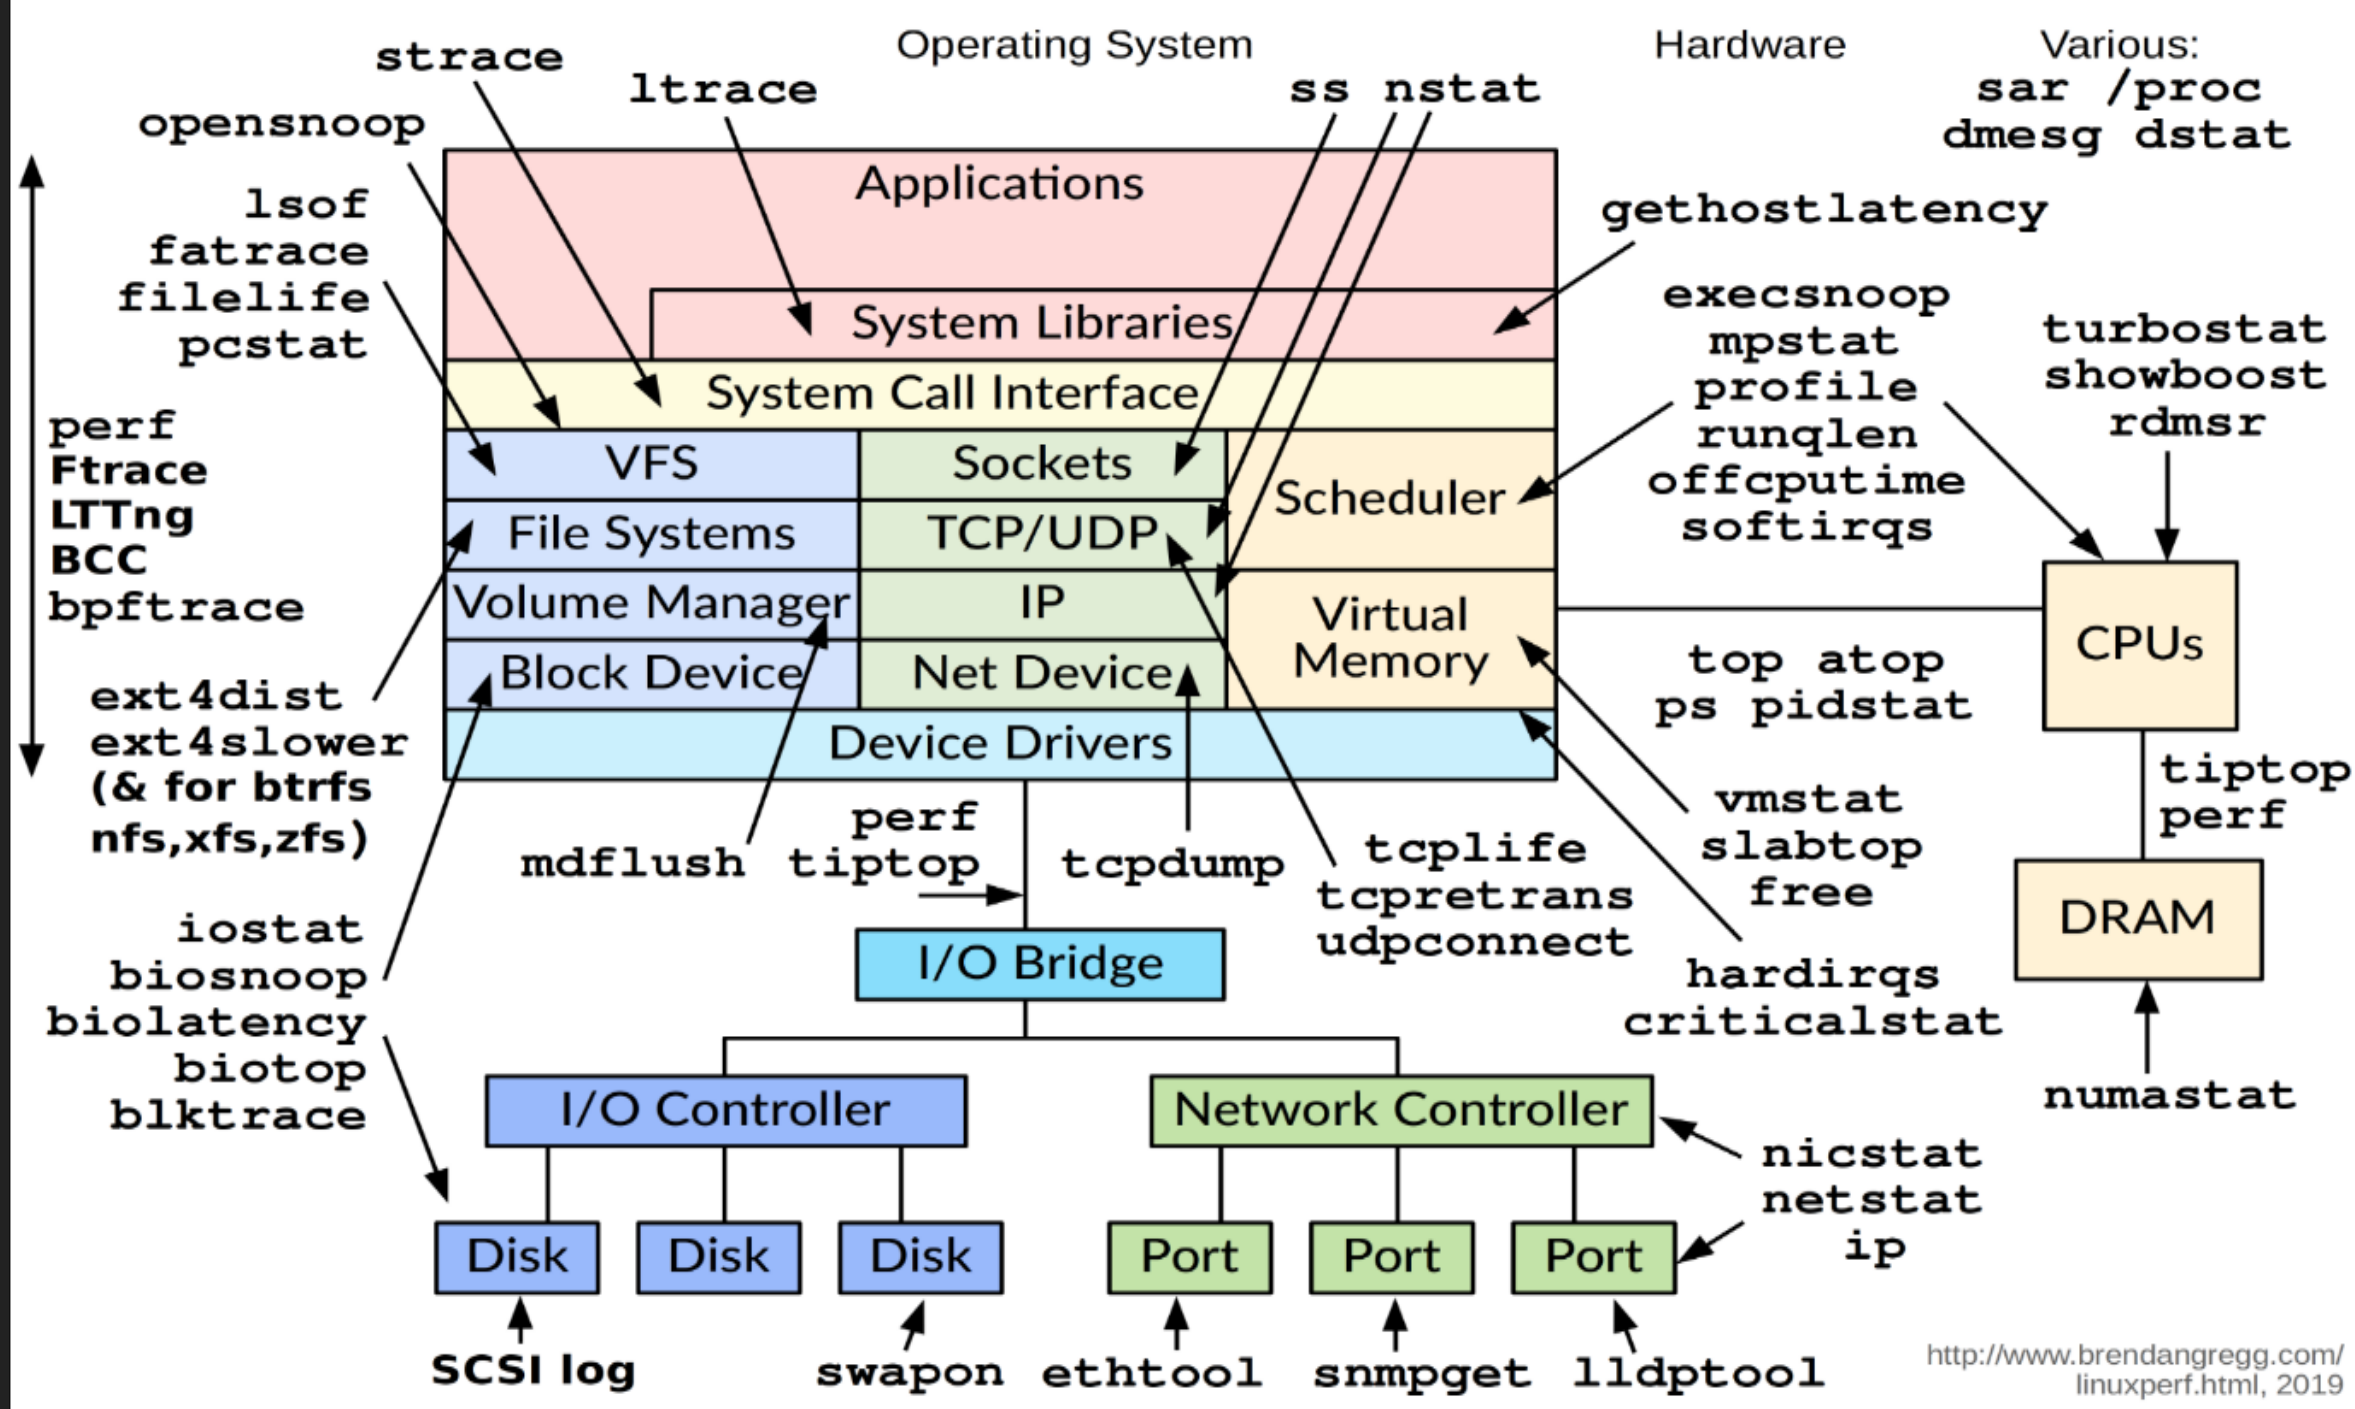 Operating System
Hardware
Various:
sar /proc
dmesg dstat
strace
ltrace
ss nstat
opensnoop
gethostlatency
lsof
fatrace
filelife
pcstat
perf
Ftrace
LTTng
BCC
bpftrace
ext4dist
ext4slower
(& for btrfs
nfs,xfs,zfs)
iostat
biosnoop
biolatency
biotop
blktrace
Applications
System Libraries
System Call Interface
VFS
Sockets
Scheduler
File Systems
TCP/UDP
Volume Manager
IP
Virtual
Memory
Block Device
Net Device
Device Drivers
execsnoop
mpstat
profile
runqlen
offcputime
softirqs
turbostat
showboost
rdmsr
CPUs
top atop
ps pidstat
tiptop
perf
DRAM
numastat
vmstat
slabtop
free
hardirqs
criticalstat
mdflush
perf
tiptop
tcpdump
tcplife
tcpretrans
udpconnect
I/O Bridge
I/O Controller
Network Controller
nicstat
netstat
ip
Disk
Disk
Disk
Port
Port
Port
SCSI log
swapon
ethtool
snmpget
lldptool
http://www.brendangregg.com/
linuxperf.html, 2019